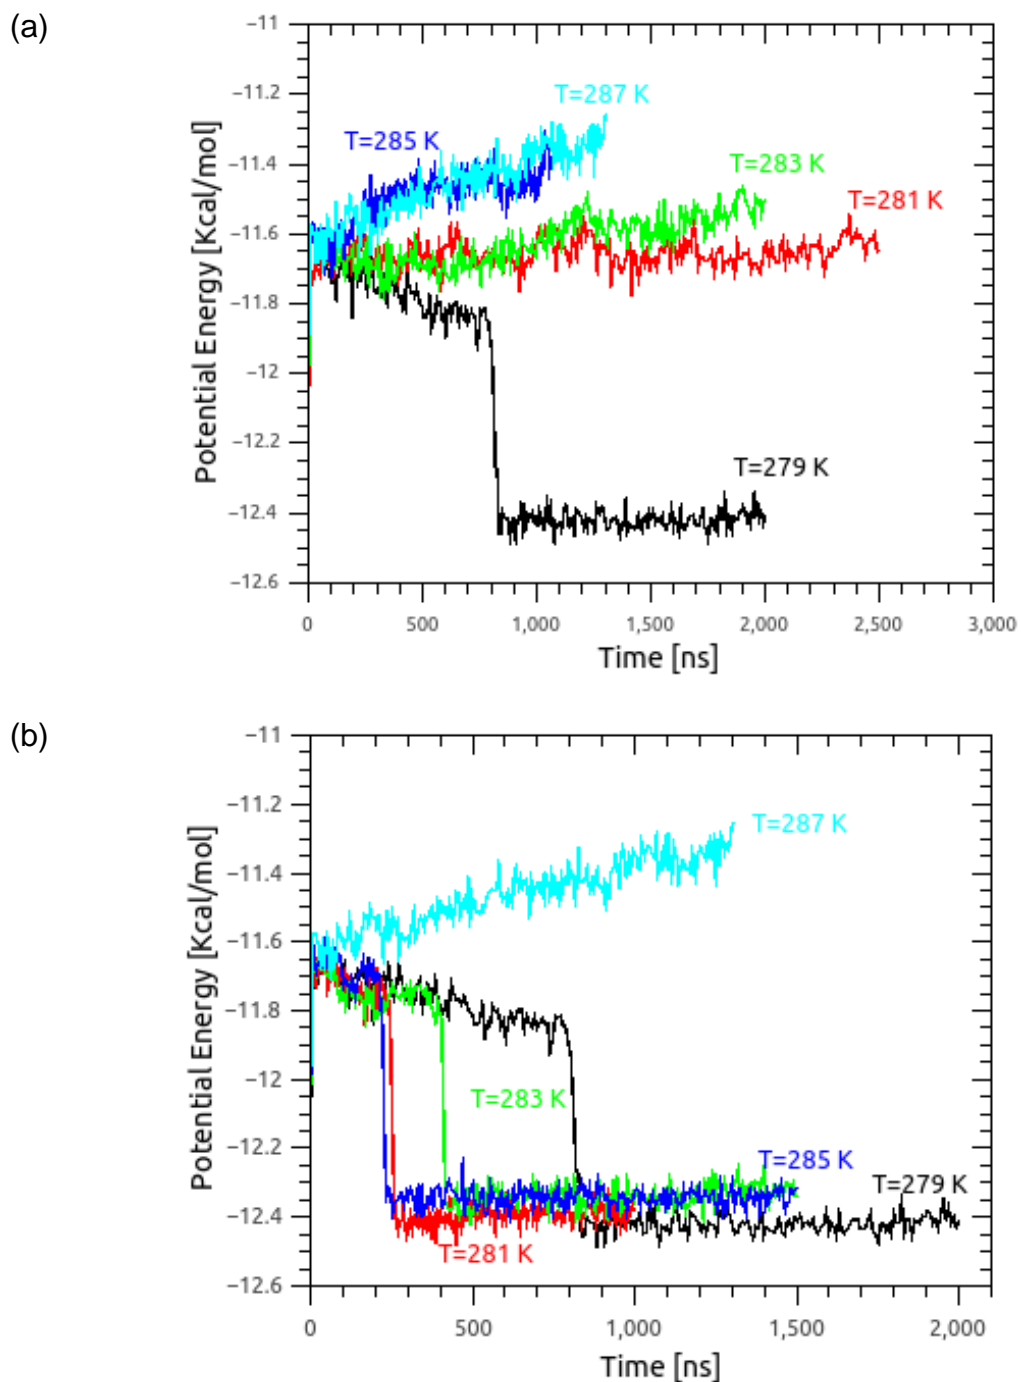 (a)
−11
−11.2
T=287 K
T=285 K
−11.4
T=283 K
T=281 K
−11.6
−11.8
Potential Energy [Kcal/mol]
−12
−12.2
T=279 K
−12.4
−12.6
0 500 1,000 1,500 2,000 2,500 3,000
Time [ns]
(b)
−11
−11.2
T=287 K
−11.4
−11.6
−11.8
Potential Energy [Kcal/mol]
−12
T=283 K
−12.2
T=285 K
T=279 K
−12.4
T=281 K
−12.6
0 500 1,000 1,500 2,000
Time [ns]